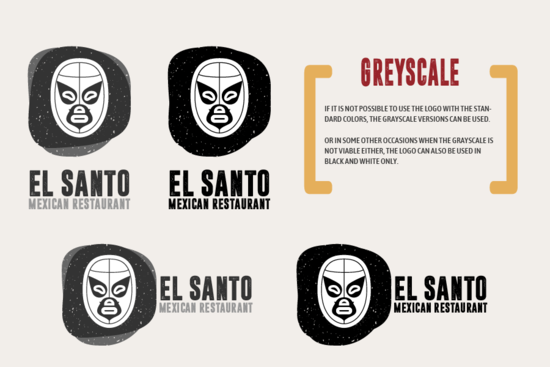 EL SANTO
MEXICAN RESTAURANT
EL SANTO
MEXICAN RESTAURANT
GREYSCALE
IF IT IS NOT POSSIBLE TO USE THE LOGO WITH THE STAN-
DARD COLORS, THE GRAYSCALE VERSIONS CAN BE USED.
OR IN SOME OTHER OCCASIONS WHEN THE GRAYSCALE IS
NOT VIABLE EITHER, THE LOGO CAN ALSO BE USED IN
BLACK AND WHITE ONLY.
EL SANTO
MEXICAN RESTAURANT
EL SANTO
MEXICAN RESTAURANT